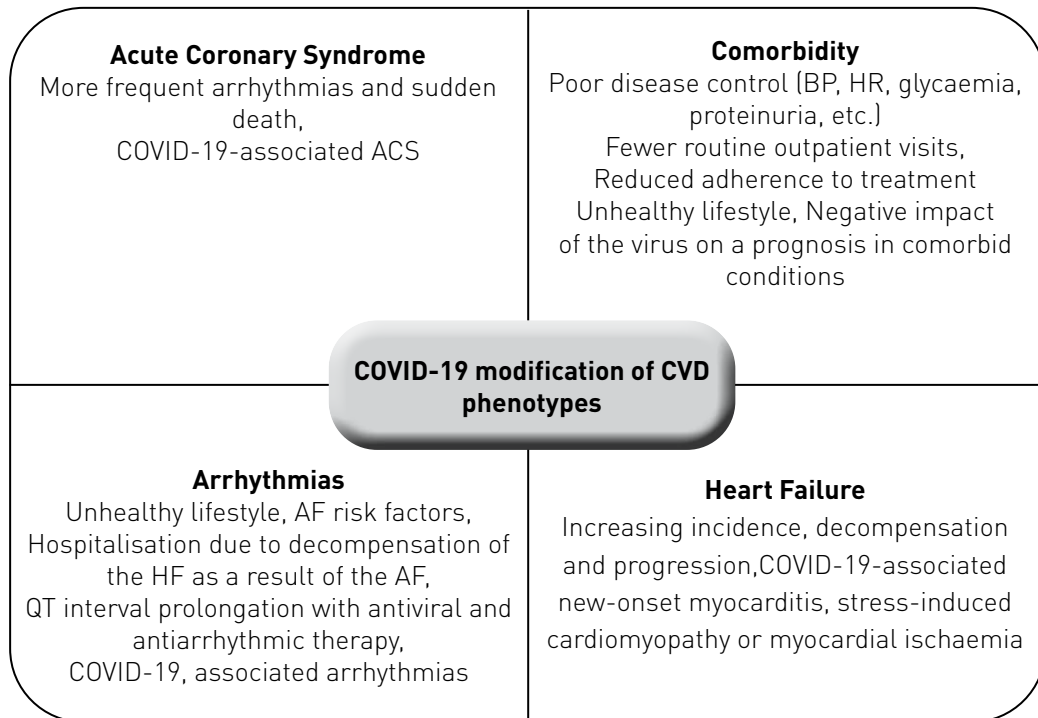 Acute Coronary Syndrome
More frequent arrhythmias and sudden
death,
COVID-19-associated ACS
Comorbidity
Poor disease control (BP, HR, glycaemia,
proteinuria, etc.)
Fewer routine outpatient visits,
Reduced adherence to treatment
Unhealthy lifestyle, Negative impact
of the virus on a prognosis in comorbid
conditions
COVID-19 modification of CVD
phenotypes
Arrhythmias
Unhealthy lifestyle, AF risk factors,
Hospitalisation due to decompensation of
the HF as a result of the AF,
QT interval prolongation with antiviral and
antiarrhythmic therapy,
COVID-19, associated arrhythmias
Heart Failure
Increasing incidence, decompensation
and progression,COVID-19-associated
new-onset myocarditis, stress-induced
cardiomyopathy or myocardial ischaemia